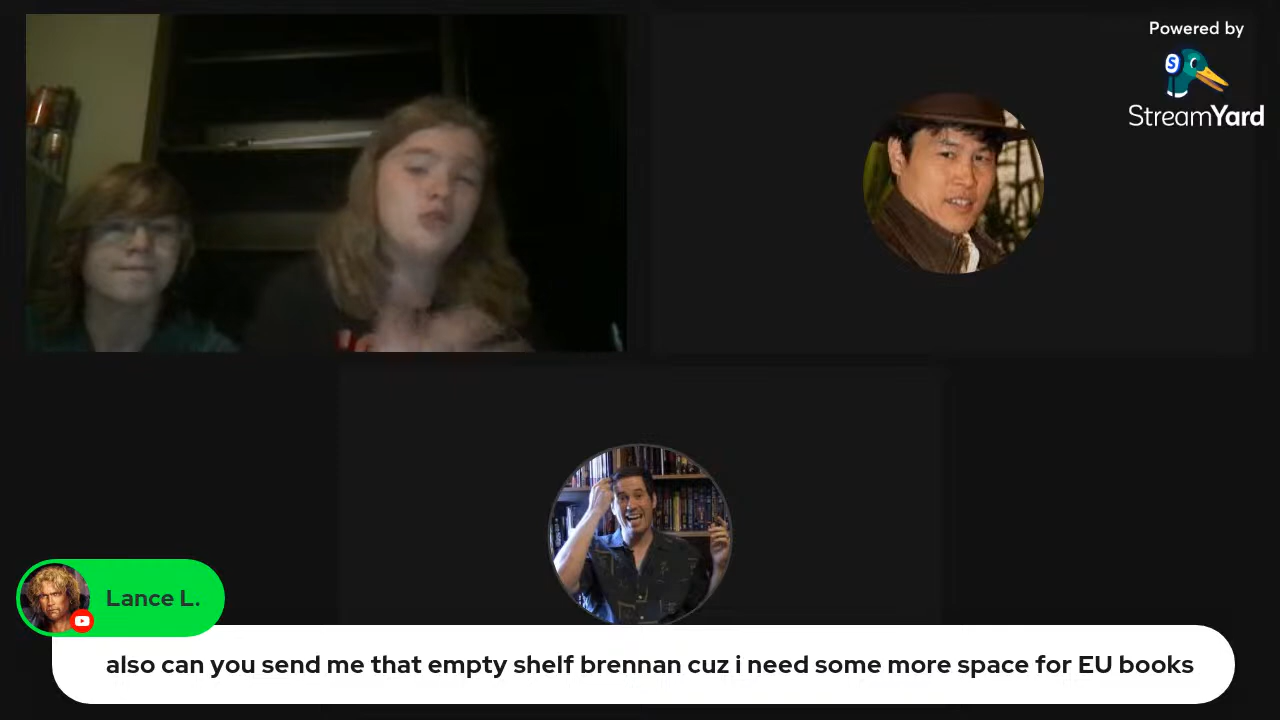 Powered by
S
StreamYard
Lance L.
also can you send me that empty shelf brennan cuz i need some more space for EU books